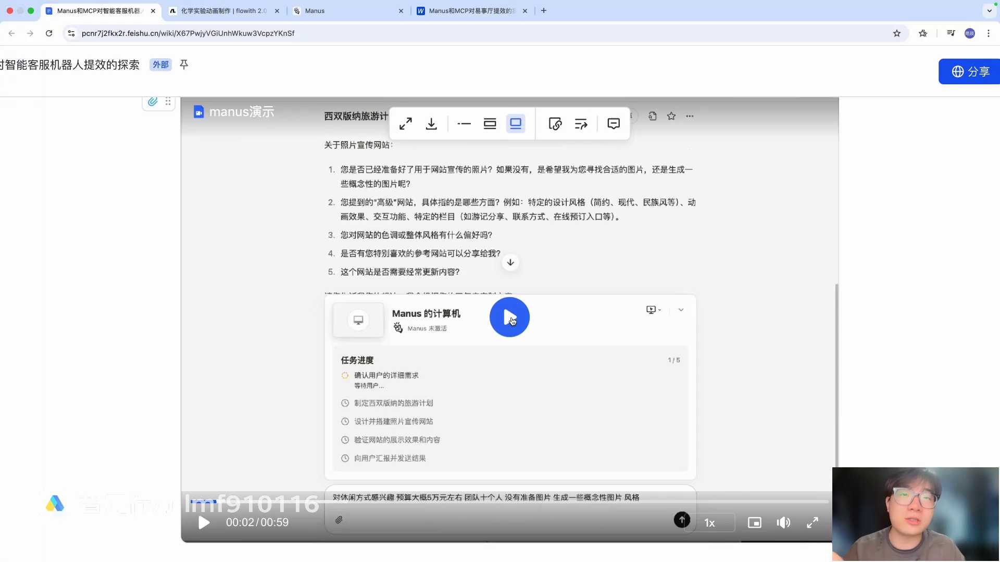 Manus和MCP对智能客服机器人
化学实验动画制作 | flowith 2.0
Manus
Manus和MCP对易事厅提效的
pcnr7j2fkx2r.feishu.cn/wiki/X67PwjyVGiUnhWkuw3VcpzYKnSf
皓辰
对智能客服机器人提效的探索
外部
分享
manus演示
西双版纳旅游计
关于照片宣传网站：
1. 您是否已经准备好了用于网站宣传的照片？如果没有，是希望我为您寻找合适的图片，还是生成一
些概念性的图片呢？
2. 您提到的"高级"网站，具体指的是哪些方面？例如：特定的设计风格（简约、现代、民族风等）、动
画效果、交互功能、特定的栏目（如游记分享、联系方式、在线预订入口等）。
3. 您对网站的色调或整体风格有什么偏好吗？
4. 是否有您特别喜欢的参考网站可以分享给我？
5. 这个网站是否需要经常更新内容？
Manus 的计算机
Manus 未激活
任务进度
1 / 5
确认用户的详细需求
等待用户...
制定西双版纳的旅游计划
设计并搭建照片宣传网站
验证网站的展示效果和内容
向用户汇报并发送结果
对休闲方式感兴趣 预算大概5万元左右 团队十个人 没有准备图片 生成一些概念性图片 风格
lmf910116
00:02 / 00:59
1x